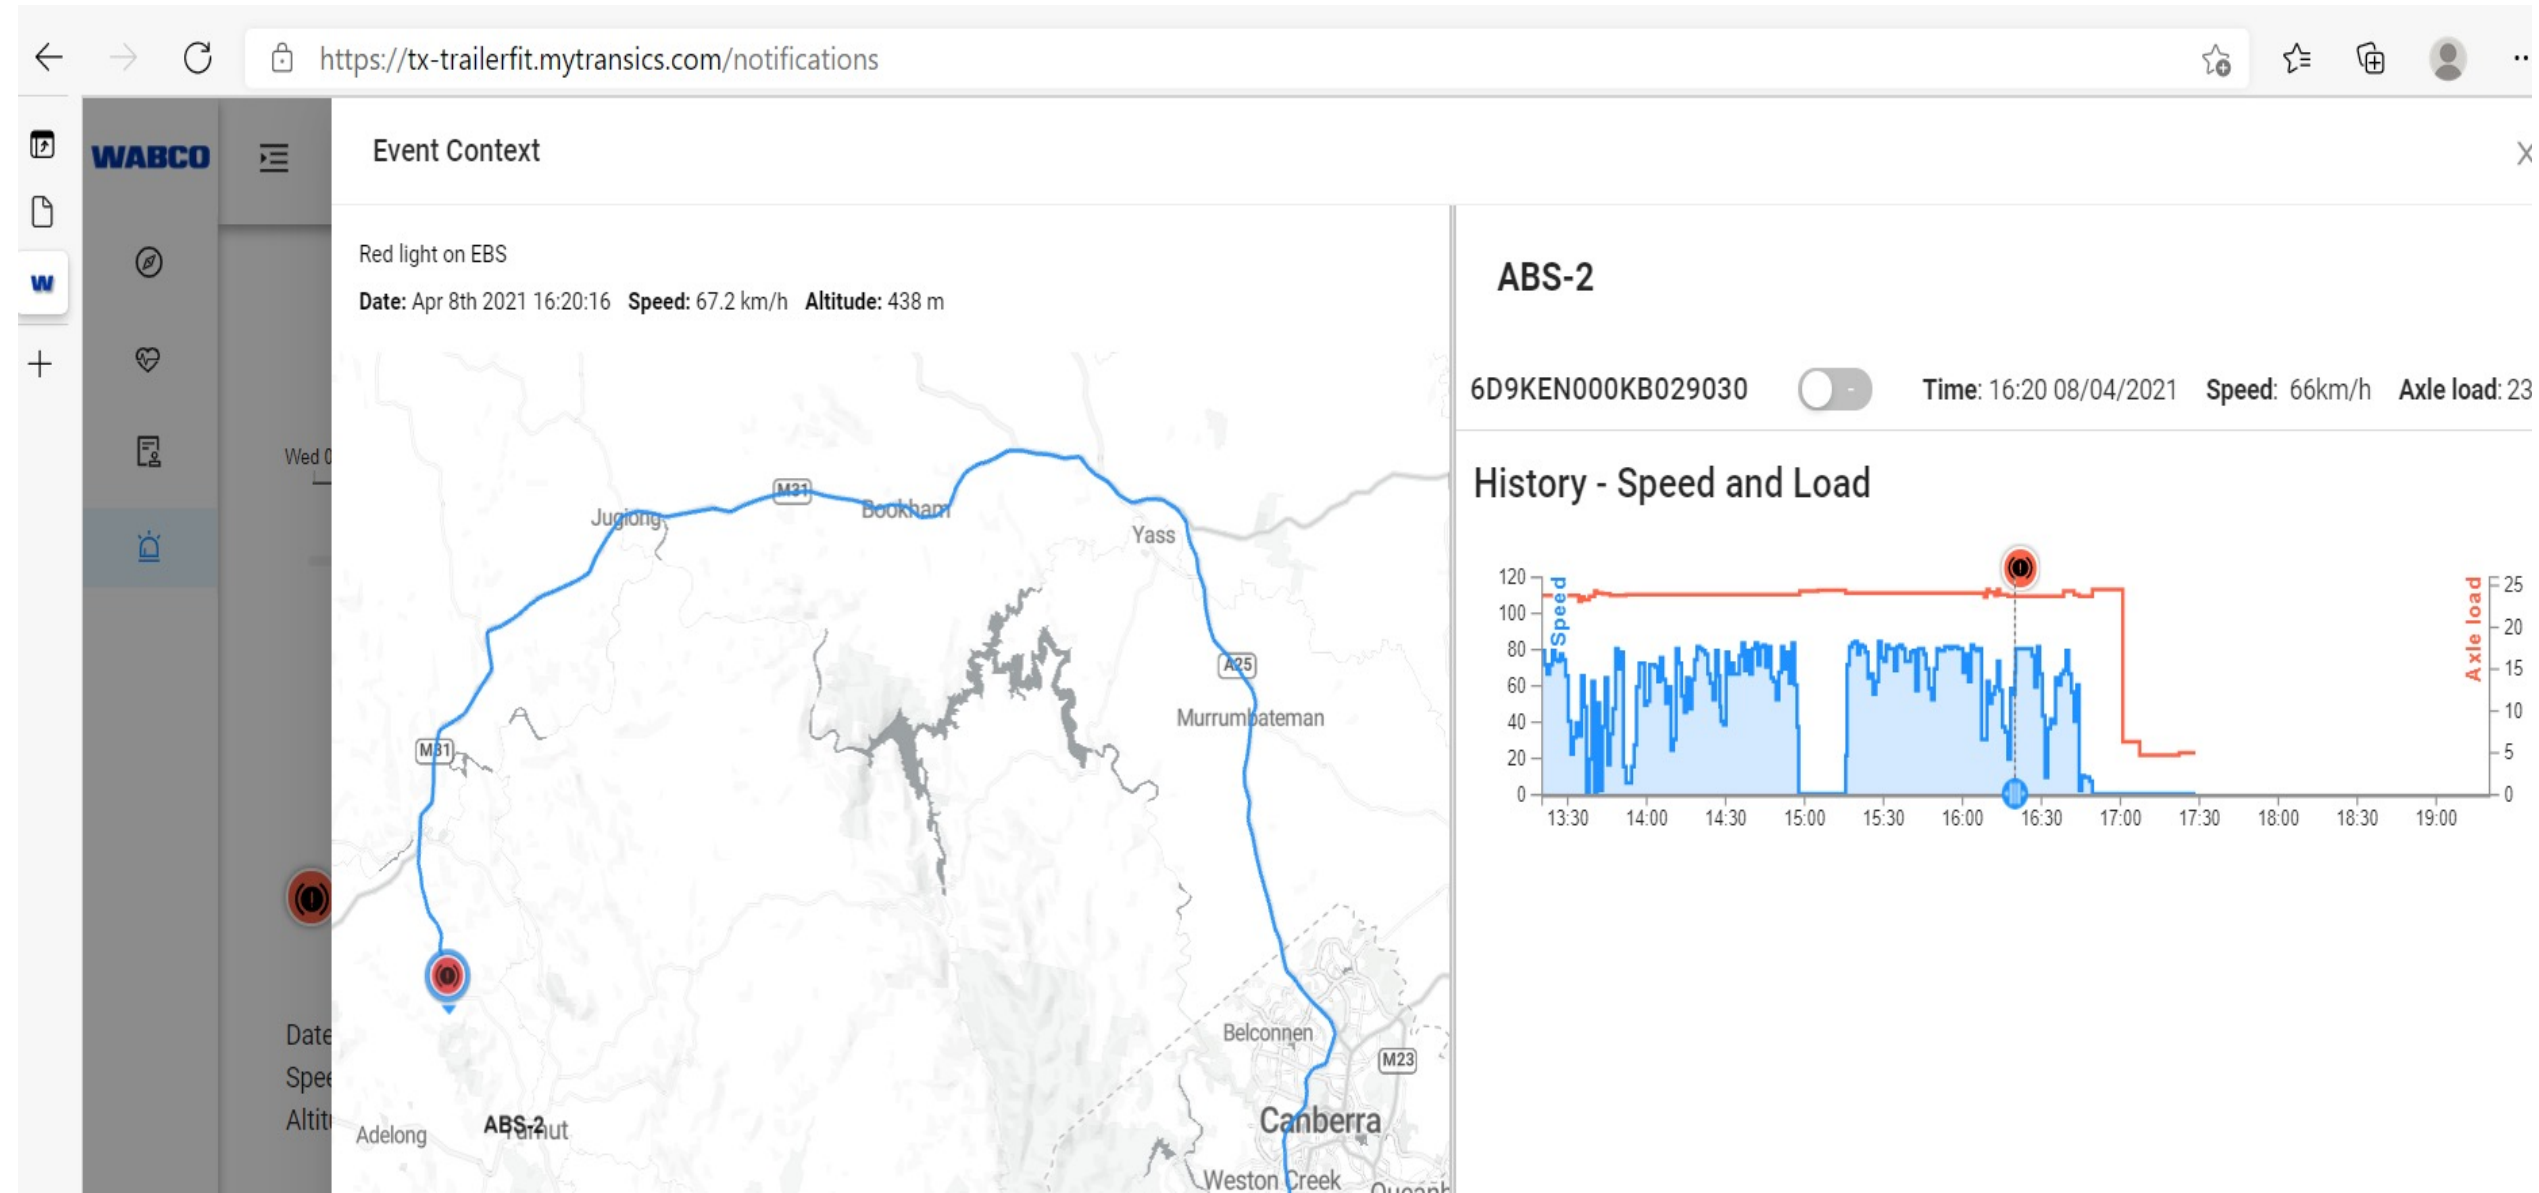 https://tx-trailerfit.mytransics.com/notifications
WABCO
Event Context
W
Red light on EBS
Date: Apr 8th 2021 16:20:16 Speed: 67.2 km/h Altitude: 438 m
ABS-2
6D9KEN000KB029030 - Time: 16:20 08/04/2021 Speed: 66km/h Axle load: 23
Wed 0
History - Speed and Load
M31
Jugiong
Bookham
Yass
A25
Murrumbateman
M31
Belconnen
M23
Canberra
Weston Creek
Adelong
ABS-2
Date
Spee
Altit
Speed
120
100
80
60
40
20
0
Axle load
25
20
15
10
5
0
13:30 14:00 14:30 15:00 15:30 16:00 16:30 17:00 17:30 18:00 18:30 19:00